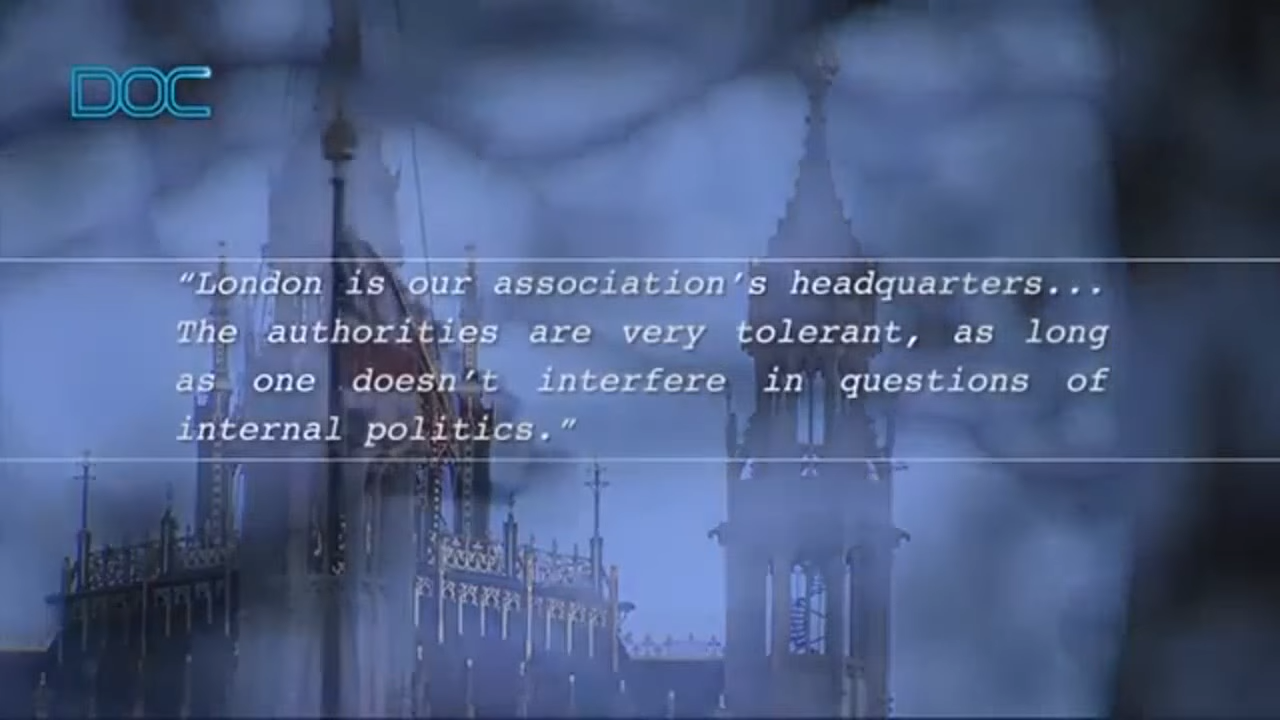 DOC
“London is our association’s headquarters...
The authorities are very tolerant, as long
as one doesn’t interfere in questions of
internal politics.”